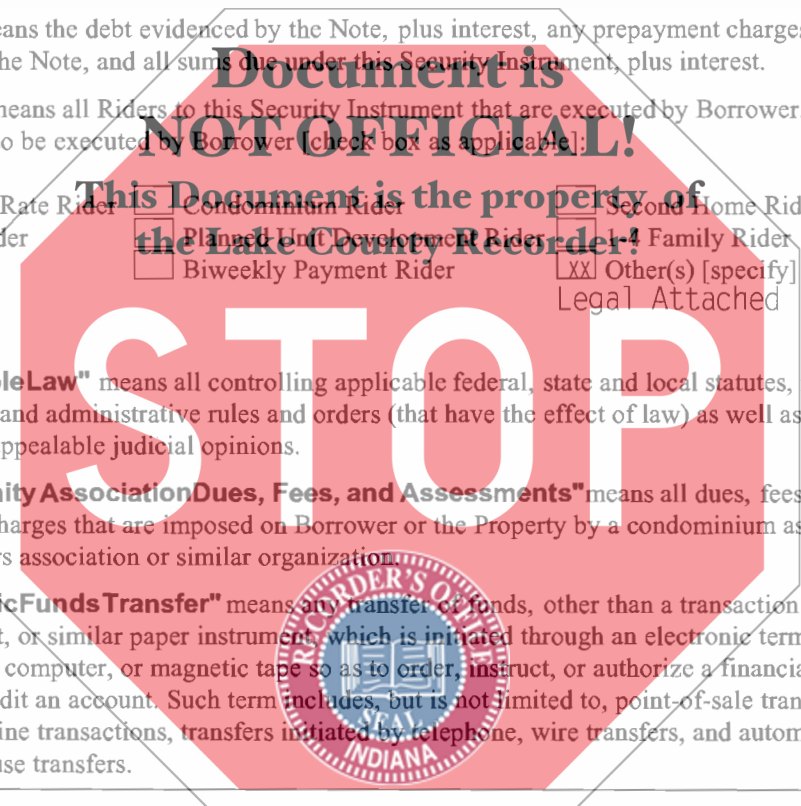 eans the debt evidenced by the Note, plus interest, any prepayment charges
he Note, and all sums due under this Security Instrument, plus interest.
Document is
neans all Riders to this Security Instrument that are executed by Borrower.
o be executed by Borrower [check box as applicable]:
NOT OFFICIAL!
This Document is the property of
Rate Rider Condominium Rider Second Home Rid
der Planned Unit Development Rider 1-4 Family Rider
the Lake County Recorder!
Biweekly Payment Rider XX Other(s) [specify]
Legal Attached
STOP
leLaw" means all controlling applicable federal, state and local statutes,
and administrative rules and orders (that have the effect of law) as well as
appealable judicial opinions.
nity Association Dues, Fees, and Assessments" means all dues, fees
harges that are imposed on Borrower or the Property by a condominium as
rs association or similar organization.
icFundsTransfer" means any transfer of funds, other than a transaction
t, or similar paper instrument, which is initiated through an electronic term
computer, or magnetic tape so as to order, instruct, or authorize a financia
dit an account. Such term includes, but is not limited to, point-of-sale tran
ine transactions, transfers initiated by telephone, wire transfers, and autom
use transfers.
RECORDER'S OFFICE
SEAL
INDIANA